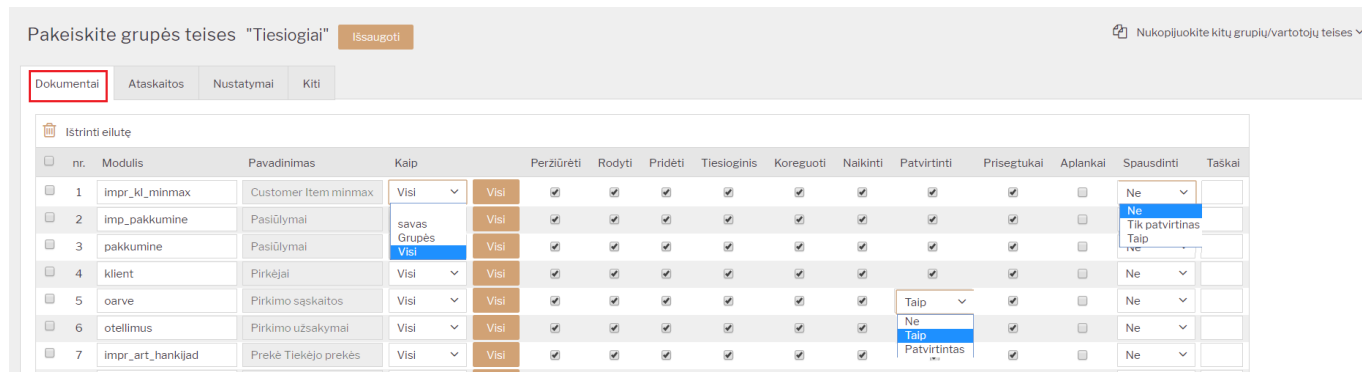 Pakeiskite grupės teises "Tiesiogiai" Išsaugoti Nukopijuokite kitų grupių/vartotojų teises
Dokumentai Ataskaitos Nustatymai Kiti
Ištrinti eilutę
nr. Modulis Pavadinimas Kaip Peržiūrėti Rodyti Pridėti Tiesioginis Koreguoti Naikinti Patvirtinti Prisegtukai Aplankai Spausdinti Taškai
1 impr_kl_minmax Customer Item minmax Visi Visi Ne
2 imp_pakkumine Pasiūlymai Visi
savas
Grupės
Visi
Ne
Tik patvirtinas
Taip
3 pakkumine Pasiūlymai Visi
4 klient Pirkėjai Visi Visi Ne
5 oarve Pirkimo sąskaitos Visi Visi Taip Ne
Ne
Taip
Patvirtintas
6 otellimus Pirkimo užsakymai Visi Visi Ne
7 impr_art_hankijad Prekė Tiekėjo prekės Visi Visi Ne